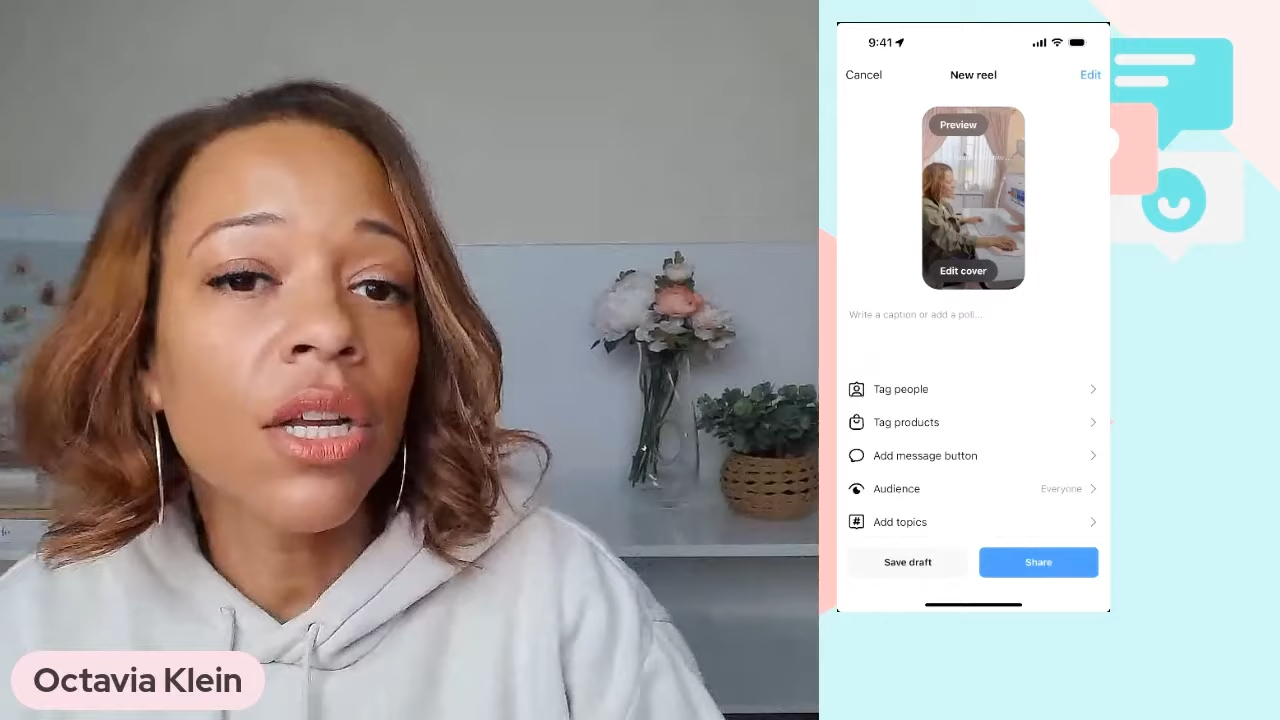 9:41
Cancel
New reel
Edit
Preview
Edit cover
Write a caption or add a poll...
Tag people
Tag products
Add message button
Audience
Everyone
Add topics
Save draft
Share
Octavia Klein